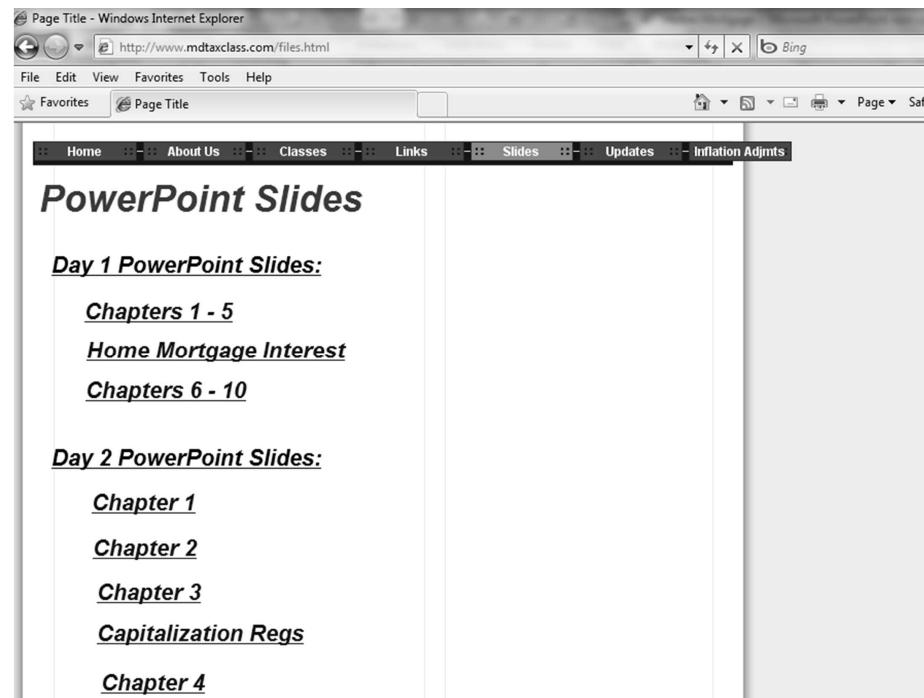 Page Title - Windows Internet Explorer
http://www.mdtaxclass.com/files.html
Bing
File Edit View Favorites Tools Help
Favorites Page Title Page
Home About Us Classes Links Slides Updates Inflation Adjmts
PowerPoint Slides
Day 1 PowerPoint Slides:
Chapters 1 - 5
Home Mortgage Interest
Chapters 6 - 10
Day 2 PowerPoint Slides:
Chapter 1
Chapter 2
Chapter 3
Capitalization Regs
Chapter 4